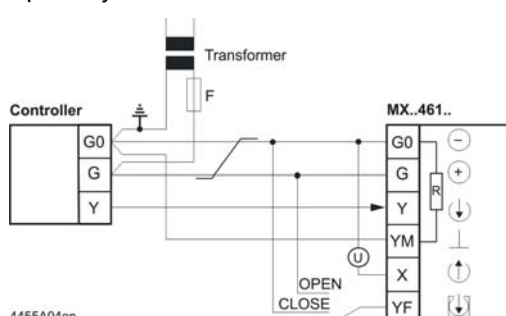 Transformer
F
Controller
MX..461..
G0
G0
G
G
R
Y
Y
YM
U
X
OPEN
CLOSE
YF